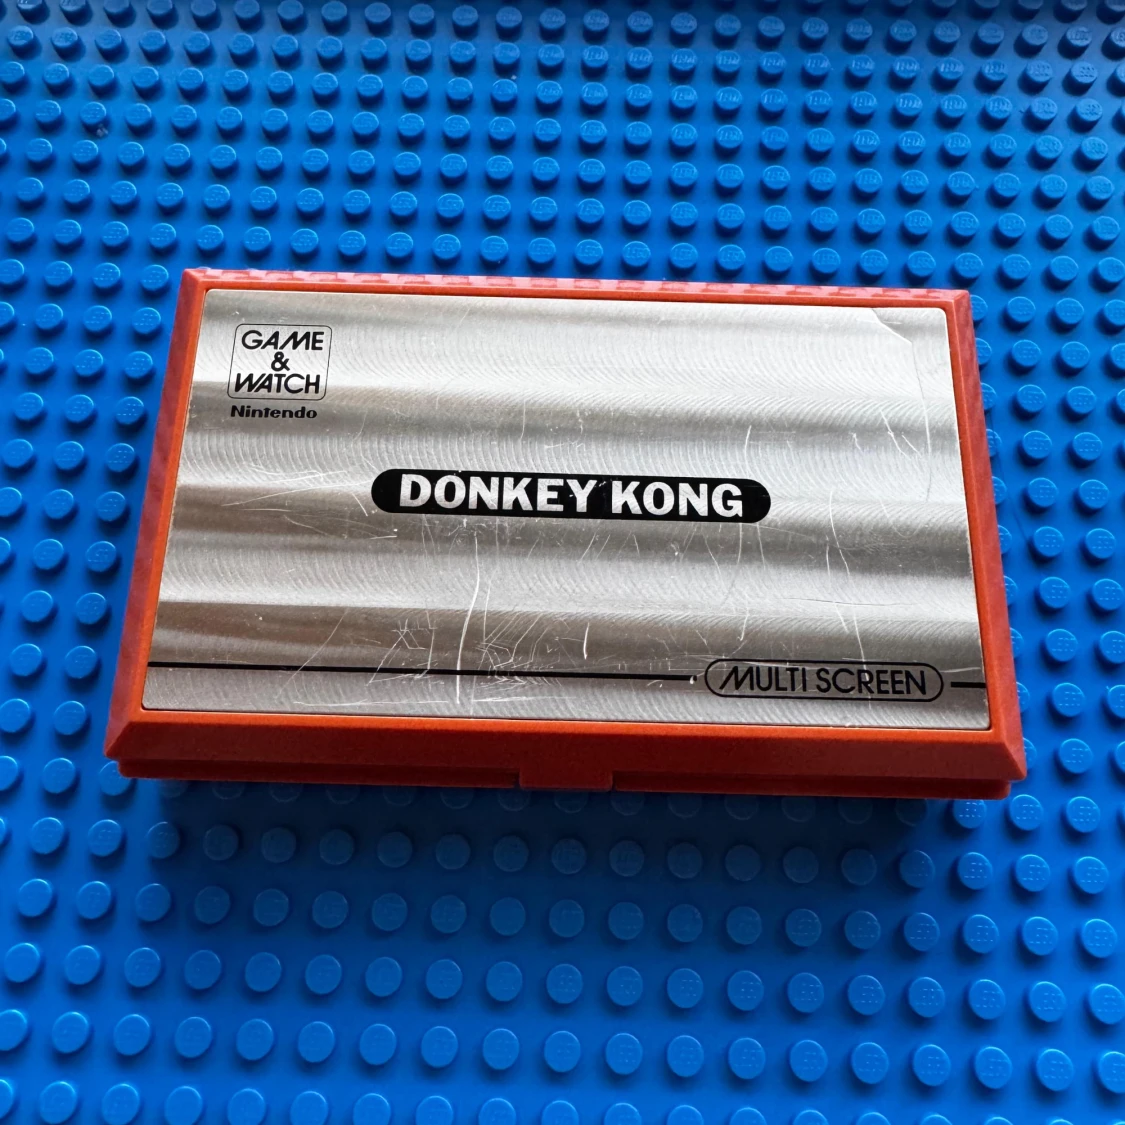 GAME
&
WATCH
Nintendo
DONKEY KONG
MULTI SCREEN